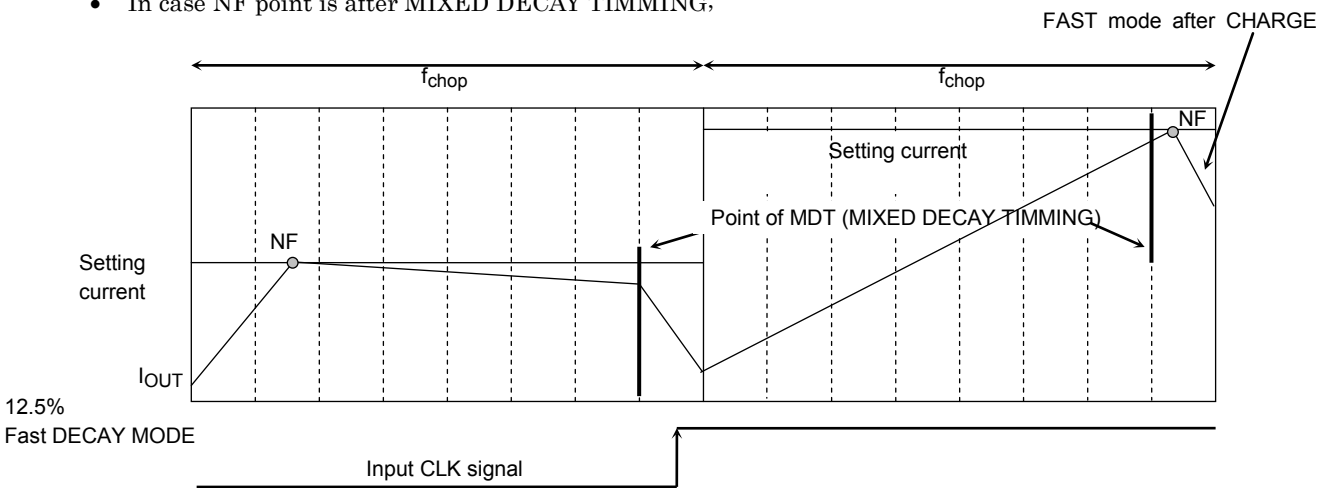 • In case NF point is after MIXED DECAY TIMMING,
FAST mode after CHARGE
fchop
fchop
NF
Setting current
Point of MDT (MIXED DECAY TIMMING)
NF
Setting
current
IOUT
12.5%
Fast DECAY MODE
Input CLK signal